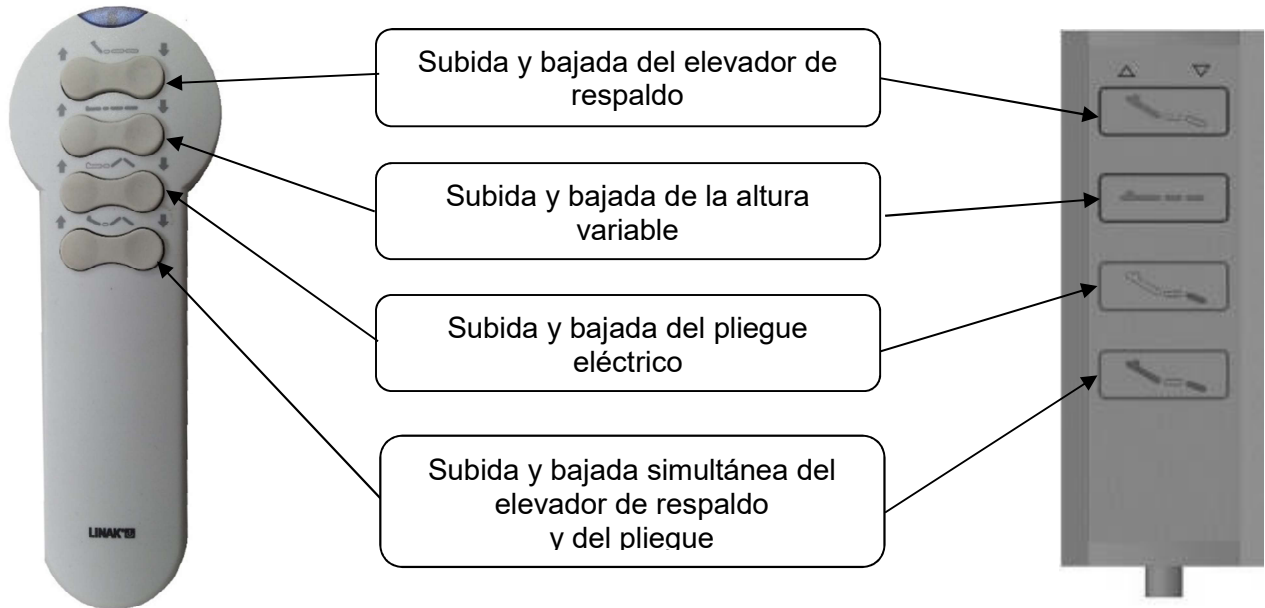 Subida y bajada del elevador de
respaldo
Subida y bajada de la altura
variable
Subida y bajada del pliegue
eléctrico
Subida y bajada simultánea del
elevador de respaldo
y del pliegue
LINAK